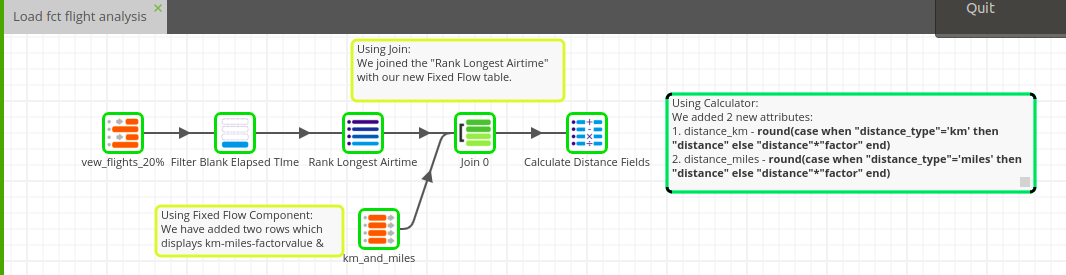 Load fct flight analysis
Quit
Using Join:
We joined the "Rank Longest Airtime"
with our new Fixed Flow table.
Using Calculator:
We added 2 new attributes:
1. distance_km - round(case when "distance_type"='km' then
"distance" else "distance"*"factor" end)
2. distance_miles - round(case when "distance_type"='miles' then
"distance" else "distance"*"factor" end)
vew_flights_20%
Filter Blank Elapsed TIme
Rank Longest Airtime
Join 0
Calculate Distance Fields
Using Fixed Flow Component:
We have added two rows which
displays km-miles-factorvalue &
km_and_miles